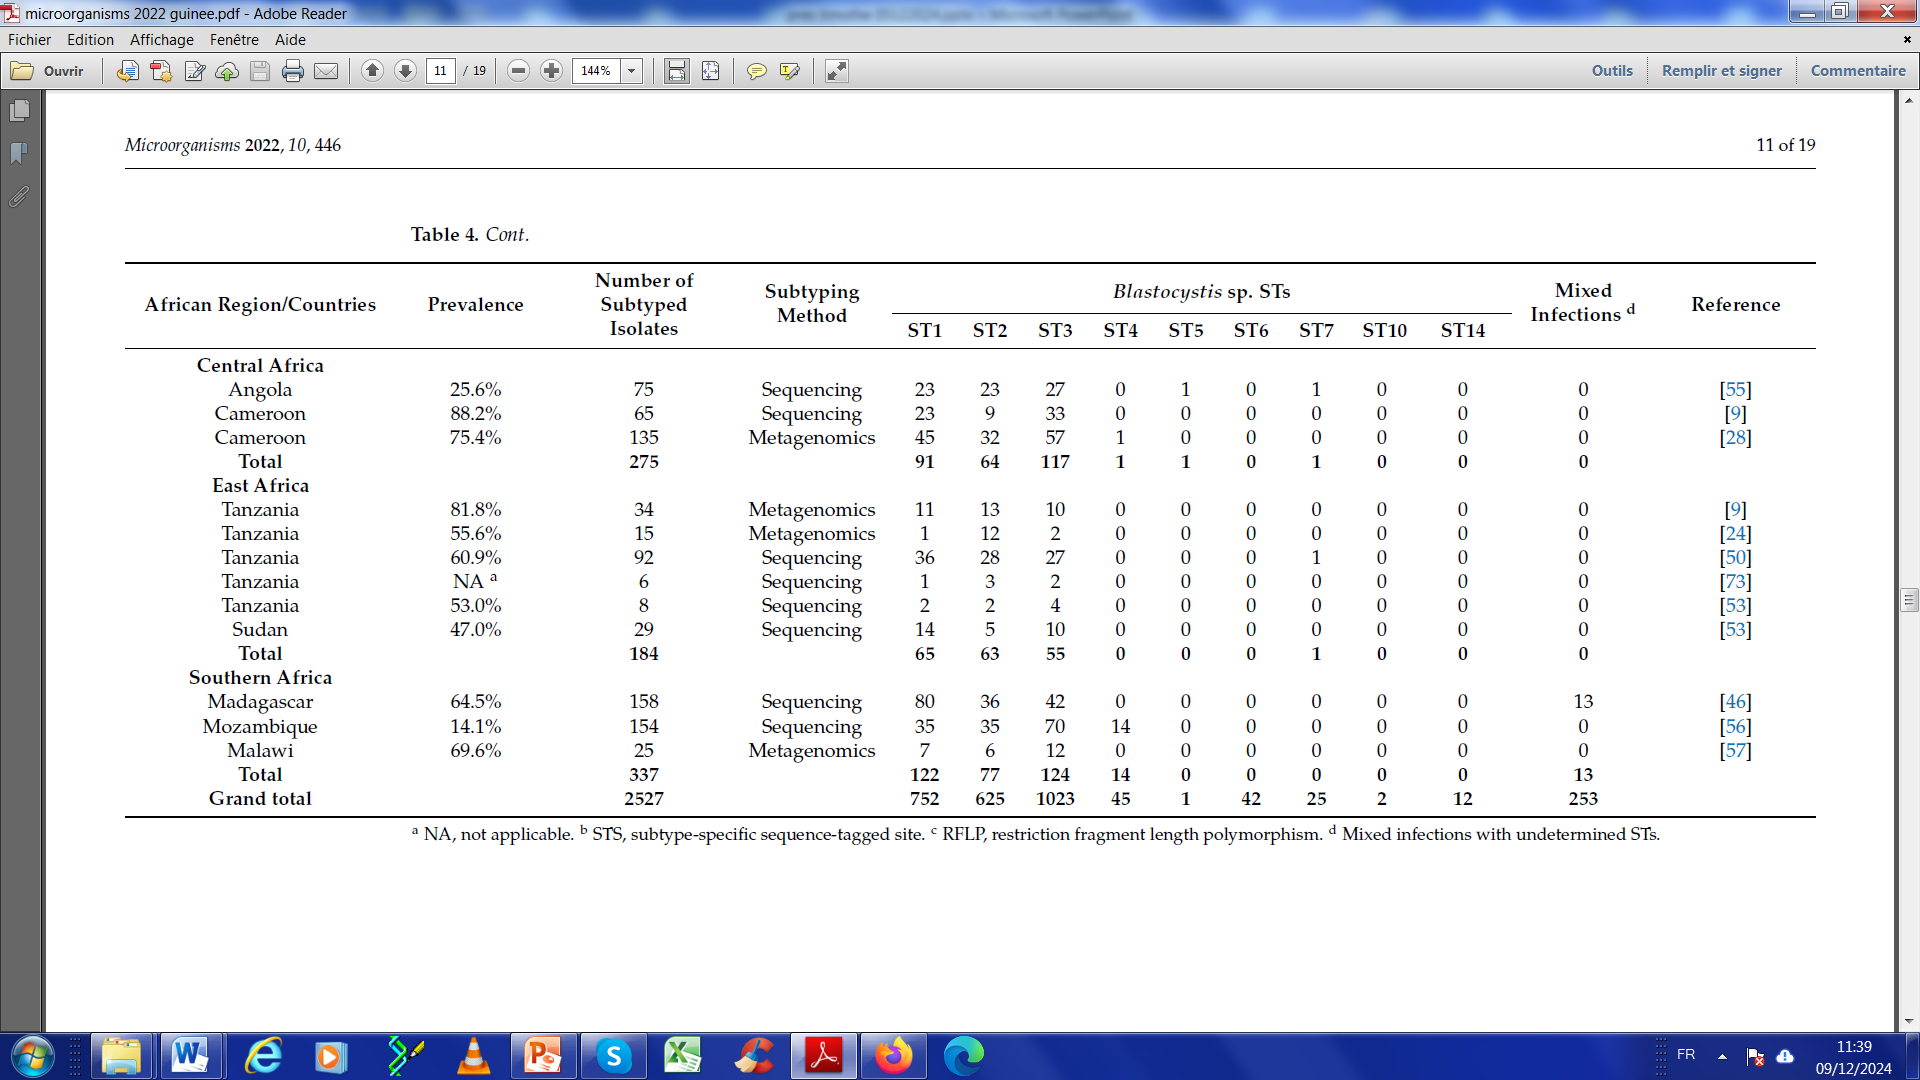 microorganisms 2022 guinee.pdf - Adobe Reader
Fichier Edition Affichage Fenêtre Aide
Ouvrir 11 / 19 144% Outils Remplir et signer Commentaire
Microorganisms 2022, 10, 446 11 of 19
Table 4. Cont.
African Region/Countries Prevalence Number of Subtyped Isolates Subtyping Method Blastocystis sp. STs Mixed Infections d Reference
ST1 ST2 ST3 ST4 ST5 ST6 ST7 ST10 ST14
Central Africa
Angola 25.6% 75 Sequencing 23 23 27 0 1 0 1 0 0 0 [55]
Cameroon 88.2% 65 Sequencing 23 9 33 0 0 0 0 0 0 0 [9]
Cameroon 75.4% 135 Metagenomics 45 32 57 1 0 0 0 0 0 0 [28]
Total 275 91 64 117 1 1 0 1 0 0 0
East Africa
Tanzania 81.8% 34 Metagenomics 11 13 10 0 0 0 0 0 0 0 [9]
Tanzania 55.6% 15 Metagenomics 1 12 2 0 0 0 0 0 0 0 [24]
Tanzania 60.9% 92 Sequencing 36 28 27 0 0 0 1 0 0 0 [50]
Tanzania NA a 6 Sequencing 1 3 2 0 0 0 0 0 0 0 [73]
Tanzania 53.0% 8 Sequencing 2 2 4 0 0 0 0 0 0 0 [53]
Sudan 47.0% 29 Sequencing 14 5 10 0 0 0 0 0 0 0 [53]
Total 184 65 63 55 0 0 0 1 0 0 0
Southern Africa
Madagascar 64.5% 158 Sequencing 80 36 42 0 0 0 0 0 0 13 [46]
Mozambique 14.1% 154 Sequencing 35 35 70 14 0 0 0 0 0 0 [56]
Malawi 69.6% 25 Metagenomics 7 6 12 0 0 0 0 0 0 0 [57]
Total 337 122 77 124 14 0 0 0 0 0 13
Grand total 2527 752 625 1023 45 1 42 25 2 12 253
a NA, not applicable. b STS, subtype-specific sequence-tagged site. c RFLP, restriction fragment length polymorphism. d Mixed infections with undetermined STs.
FR 11:39
09/12/2024